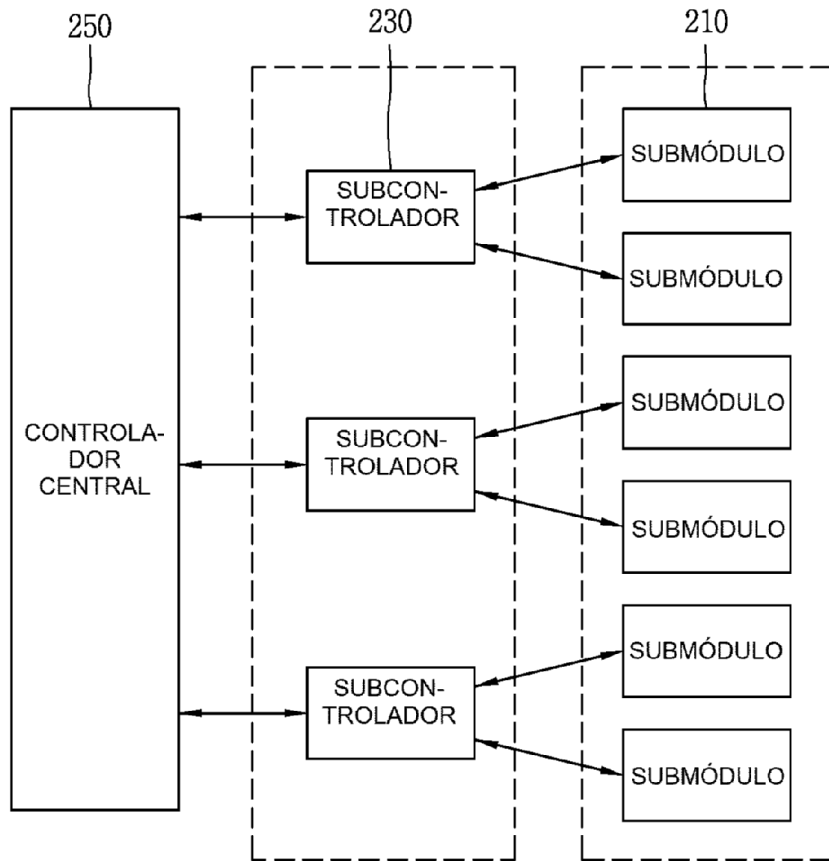 250
230
210
SUBMÓDULO
SUBCON-
TROLADOR
SUBMÓDULO
SUBMÓDULO
CONTROLA-
DOR
CENTRAL
SUBCON-
TROLADOR
SUBMÓDULO
SUBMÓDULO
SUBCON-
TROLADOR
SUBMÓDULO